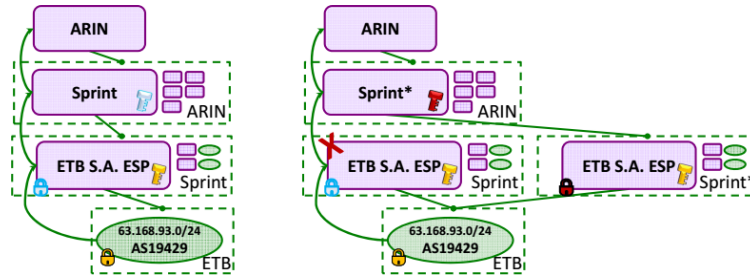 ARIN
Sprint
ARIN
ETB S.A. ESP
Sprint
63.168.93.0/24
AS19429
ETB
ARIN
Sprint*
ARIN
ETB S.A. ESP
Sprint
ETB S.A. ESP
Sprint*
63.168.93.0/24
AS19429
ETB